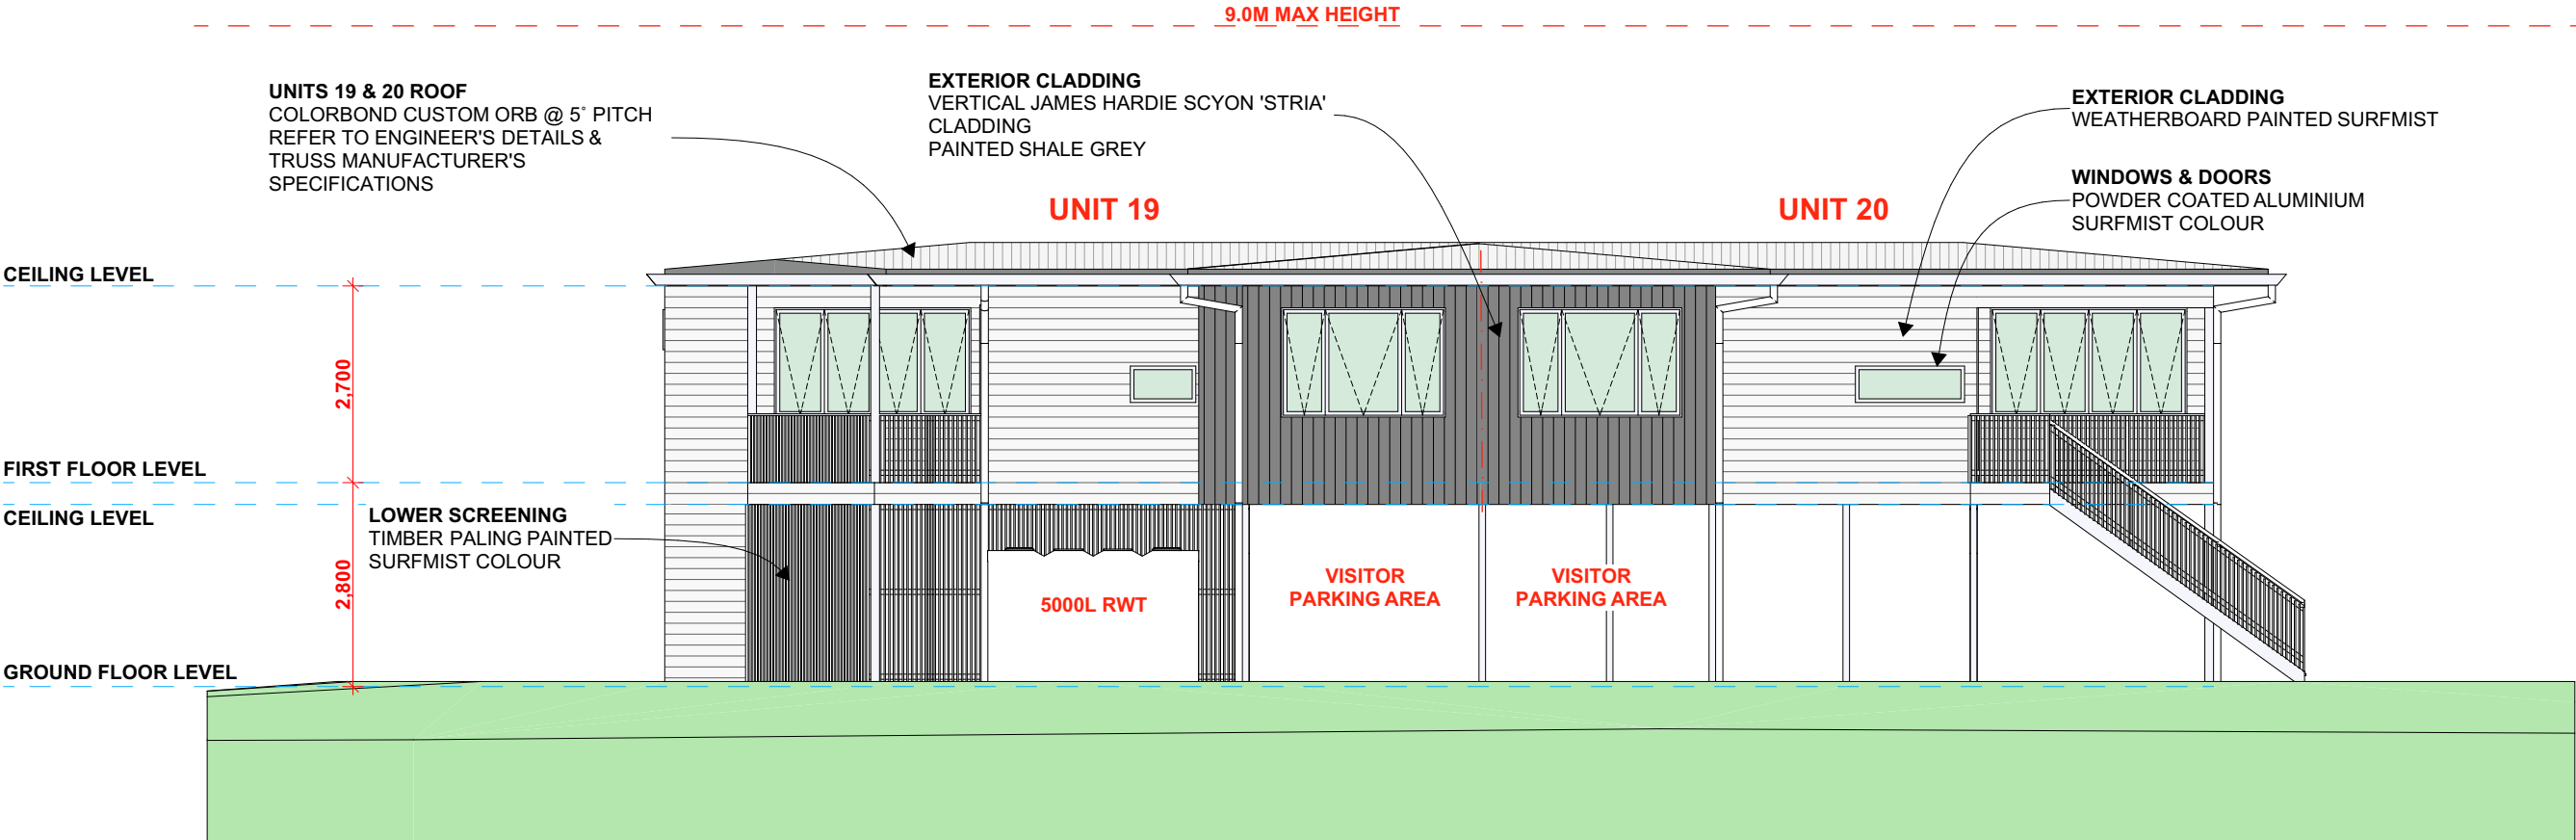 9.0M MAX HEIGHT
UNITS 19 & 20 ROOF
COLORBOND CUSTOM ORB @ 5° PITCH
REFER TO ENGINEER'S DETAILS &
TRUSS MANUFACTURER'S
SPECIFICATIONS
EXTERIOR CLADDING
VERTICAL JAMES HARDIE SCYON 'STRIA'
CLADDING
PAINTED SHALE GREY
EXTERIOR CLADDING
WEATHERBOARD PAINTED SURFMIST
WINDOWS & DOORS
POWDER COATED ALUMINIUM
SURFMIST COLOUR
UNIT 19
UNIT 20
CEILING LEVEL
2,700
FIRST FLOOR LEVEL
CEILING LEVEL
LOWER SCREENING
TIMBER PALING PAINTED
SURFMIST COLOUR
2,800
5000L RWT
VISITOR
PARKING AREA
VISITOR
PARKING AREA
GROUND FLOOR LEVEL